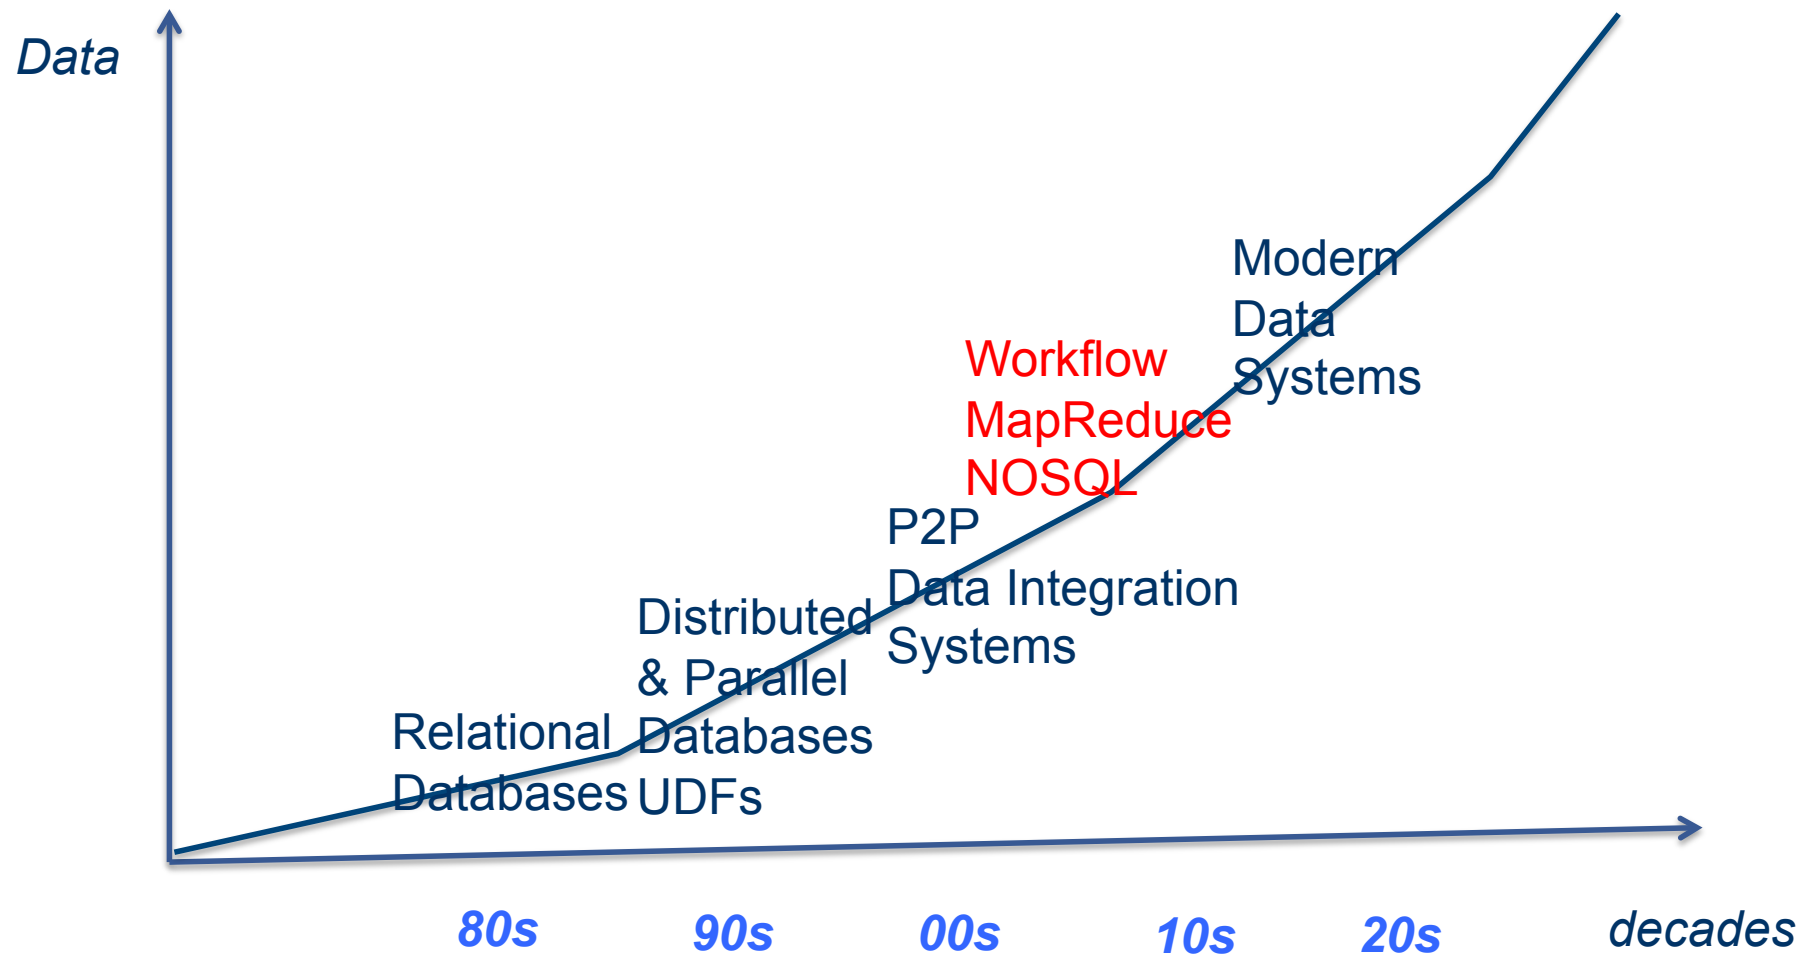 Data
Modern
Data
Systems
Workflow
MapReduce
NOSQL
P2P
Data Integration
Systems
Distributed
& Parallel
Databases
UDFs
Relational
Databases
80s
90s
00s
10s
20s
decades